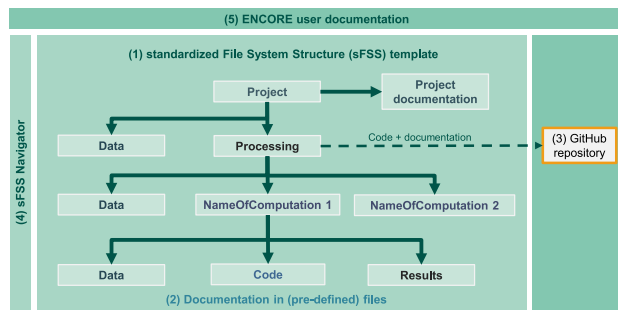 (5) ENCORE user documentation
(1) standardized File System Structure (sFSS) template
Project
Project
documentation
Data
Processing
Code + documentation
(3) GitHub
repository
(4) sFSS Navigator
Data
NameOfComputation 1
NameOfComputation 2
Data
Code
Results
(2) Documentation in (pre-defined) files